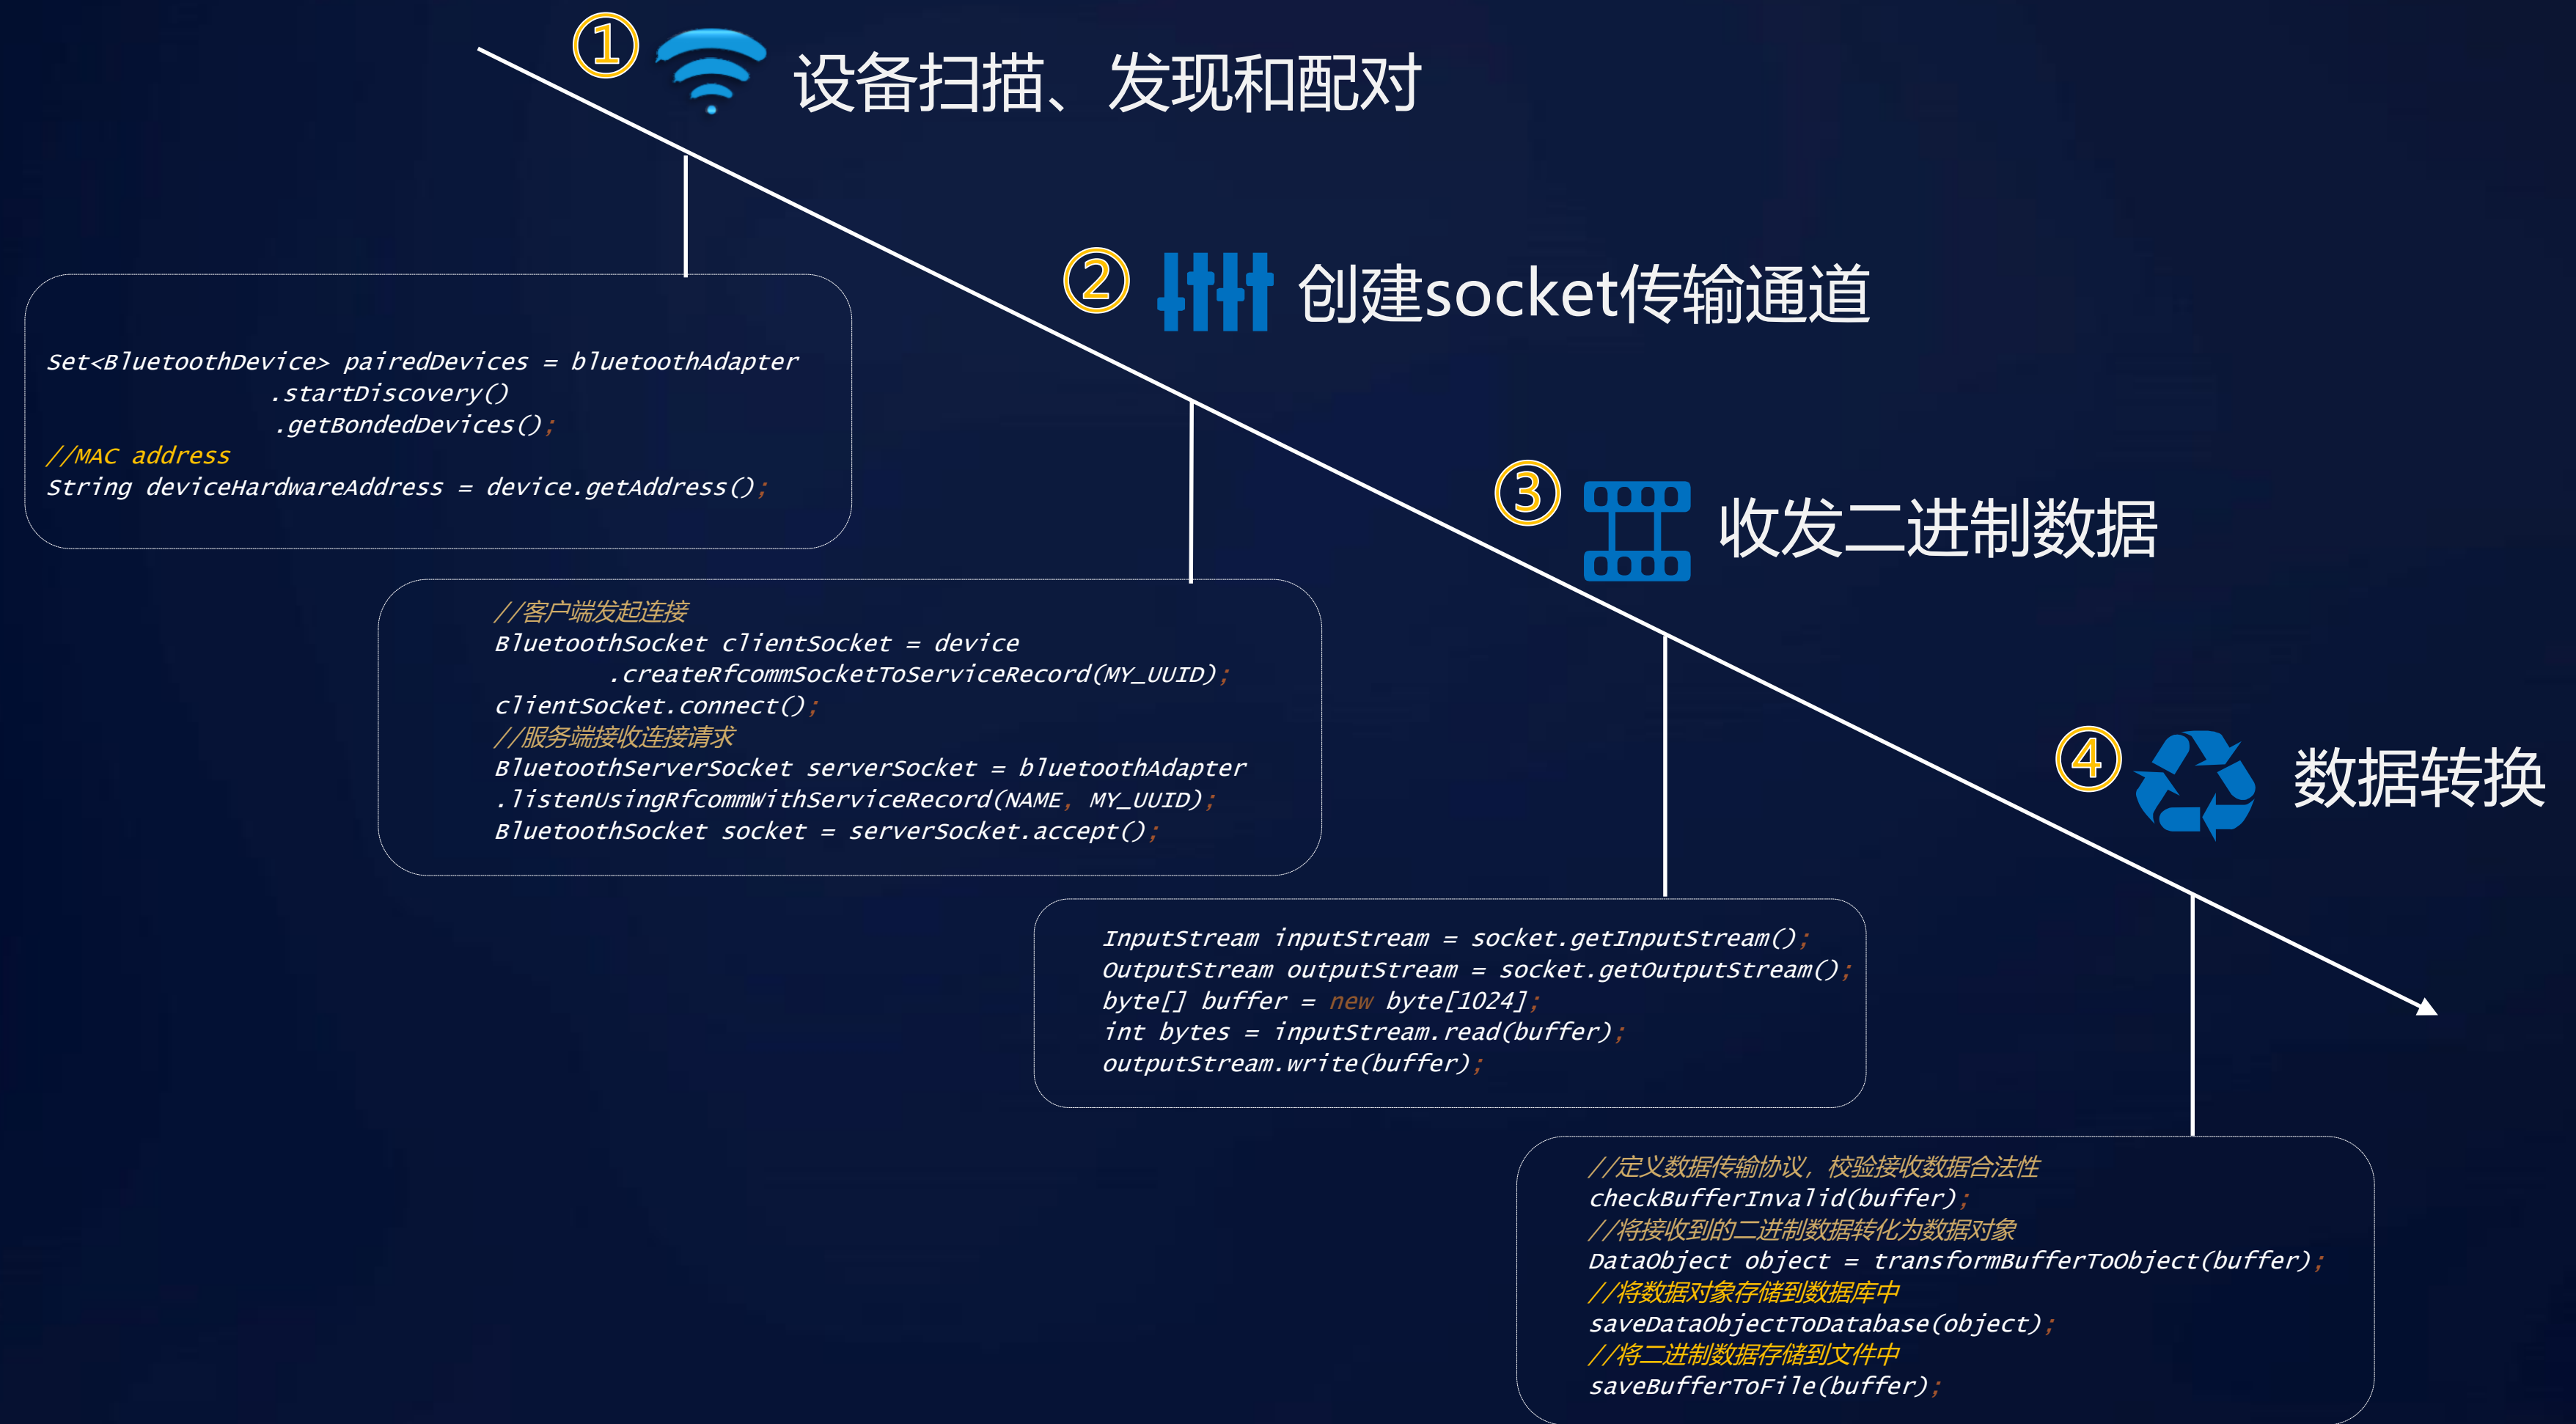 ①
设备扫描、发现和配对
Set<BluetoothDevice> pairedDevices = bluetoothAdapter
.startDiscovery()
.getBondedDevices();
//MAC address
String deviceHardwareAddress = device.getAddress();
②
创建socket传输通道
//客户端发起连接
BluetoothSocket clientSocket = device
.createRfcommSocketToServiceRecord(MY_UUID);
clientSocket.connect();
//服务端接收连接请求
BluetoothServerSocket serverSocket = bluetoothAdapter
.listenUsingRfcommWithServiceRecord(NAME, MY_UUID);
BluetoothSocket socket = serverSocket.accept();
③
收发二进制数据
InputStream inputStream = socket.getInputStream();
OutputStream outputStream = socket.getOutputStream();
byte[] buffer = new byte[1024];
int bytes = inputStream.read(buffer);
outputStream.write(buffer);
④
数据转换
//定义数据传输协议，校验接收数据合法性
checkBufferInvalid(buffer);
//将接收到的二进制数据转化为数据对象
DataObject object = transformBufferToObject(buffer);
//将数据对象存储到数据库中
saveDataObjectToDatabase(object);
//将二进制数据存储到文件中
saveBufferToFile(buffer);